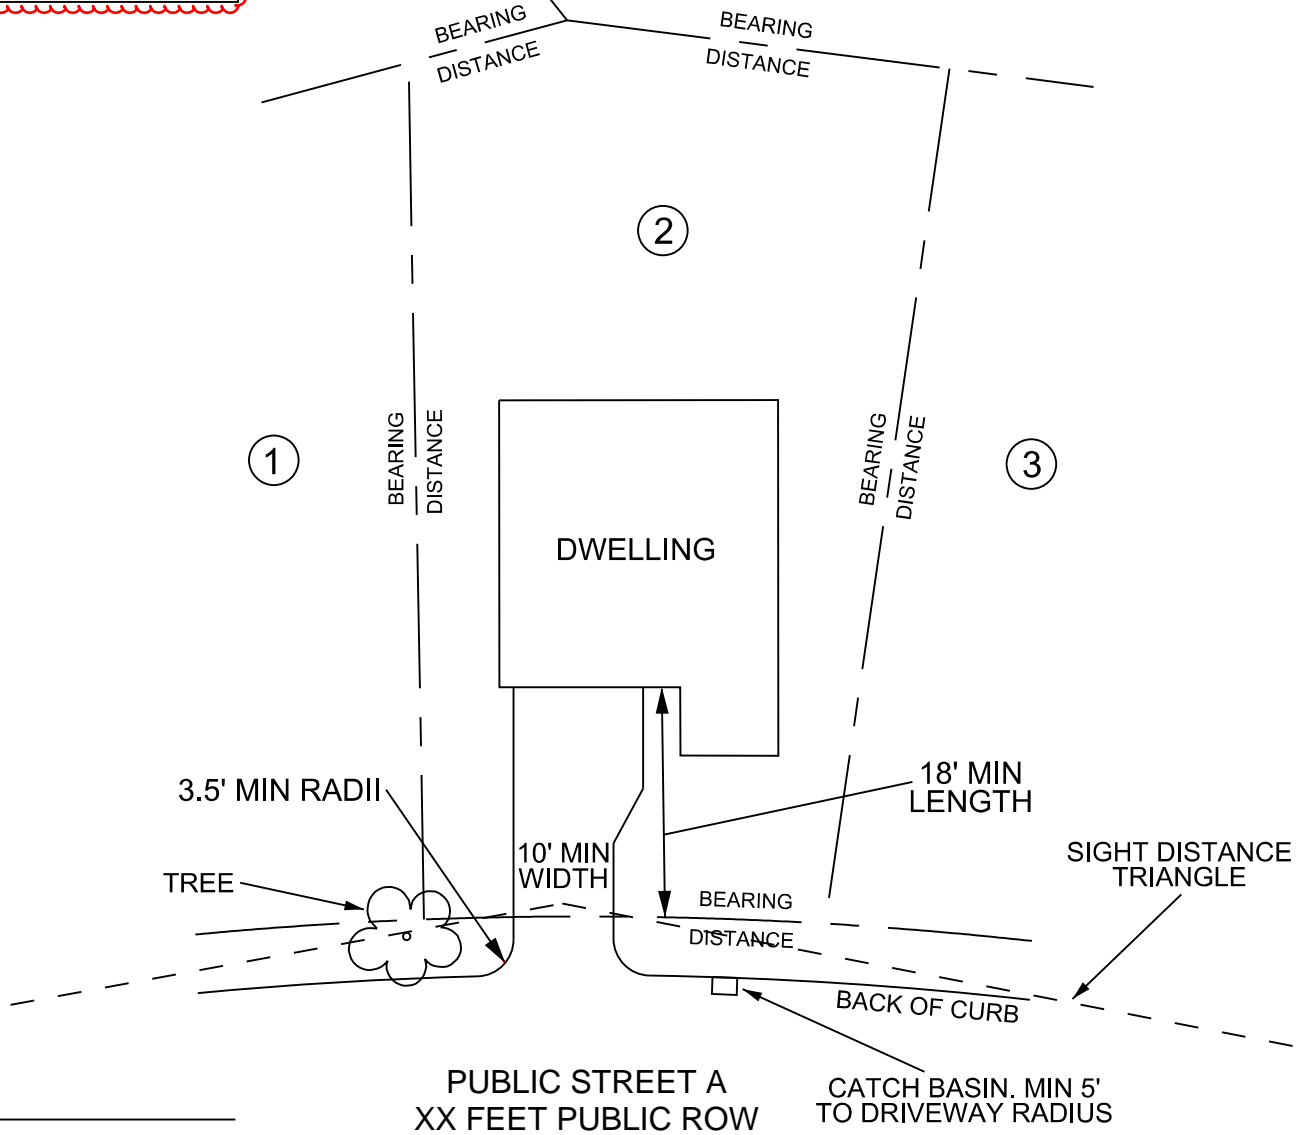 BEARING
DISTANCE
BEARING
DISTANCE
2
1
BEARING
DISTANCE
BEARING
DISTANCE
3
DWELLING
3.5' MIN RADII
18' MIN
LENGTH
10' MIN
WIDTH
TREE
SIGHT DISTANCE
TRIANGLE
BEARING
DISTANCE
BACK OF CURB
PUBLIC STREET A
XX FEET PUBLIC ROW
CATCH BASIN. MIN 5'
TO DRIVEWAY RADIUS